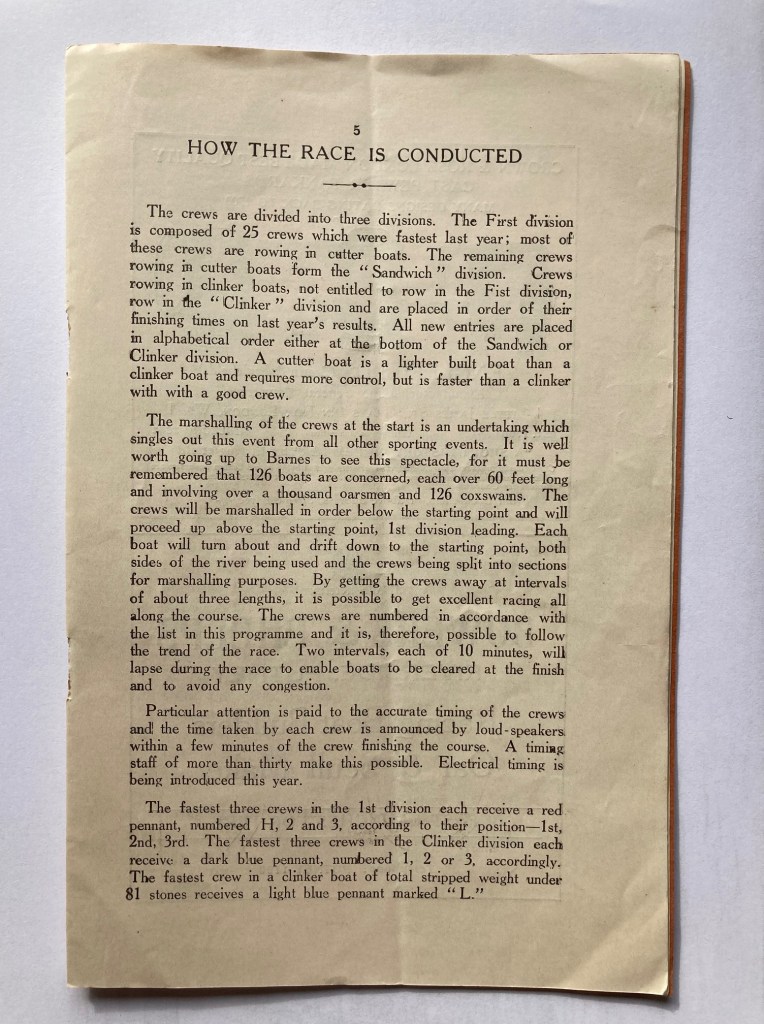 5
HOW THE RACE IS CONDUCTED
The crews are divided into three divisions. The First division
is composed of 25 crews which were fastest last year; most of
these crews are rowing in cutter boats. The remaining crews
rowing in cutter boats form the "Sandwich" division. Crews
rowing in clinker boats, not entitled to row in the Fist division,
row in the "Clinker" division and are placed in order of their
finishing times on last year's results. All new entries are placed
in alphabetical order either at the bottom of the Sandwich or
Clinker division. A cutter boat is a lighter built boat than a
clinker boat and requires more control, but is faster than a clinker
with with a good crew.
The marshalling of the crews at the start is an undertaking which
singles out this event from all other sporting events. It is well
worth going up to Barnes to see this spectacle, for it must be
remembered that 126 boats are concerned, each over 60 feet long
and involving over a thousand oarsmen and 126 coxswains. The
crews will be marshalled in order below the starting point and will
proceed up above the starting point, 1st division leading. Each
boat will turn about and drift down to the starting point, both
sides of the river being used and the crews being split into sections
for marshalling purposes. By getting the crews away at intervals
of about three lengths, it is possible to get excellent racing all
along the course. The crews are numbered in accordance with
the list in this programme and it is, therefore, possible to follow
the trend of the race. Two intervals, each of 10 minutes, will
lapse during the race to enable boats to be cleared at the finish
and to avoid any congestion.
Particular attention is paid to the accurate timing of the crews
and the time taken by each crew is announced by loud-speakers
within a few minutes of the crew finishing the course. A timing
staff of more than thirty make this possible. Electrical timing is
being introduced this year.
The fastest three crews in the 1st division each receive a red
pennant, numbered H, 2 and 3, according to their position—1st,
2nd, 3rd. The fastest three crews in the Clinker division each
receive a dark blue pennant, numbered 1, 2 or 3, accordingly.
The fastest crew in a clinker boat of total stripped weight under
81 stones receives a light blue pennant marked "L."